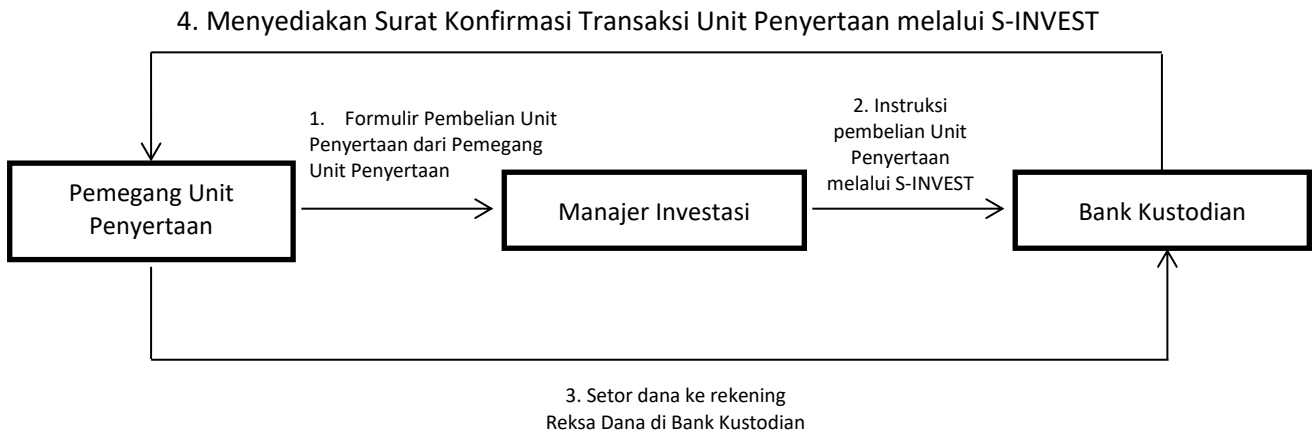 4. Menyediakan Surat Konfirmasi Transaksi Unit Penyertaan melalui S-INVEST
1. Formulir Pembelian Unit
Penyertaan dari Pemegang
Unit Penyertaan
2. Instruksi
pembelian Unit
Penyertaan
melalui S-INVEST
Pemegang Unit
Penyertaan
Manajer Investasi
Bank Kustodian
3. Setor dana ke rekening
Reksa Dana di Bank Kustodian